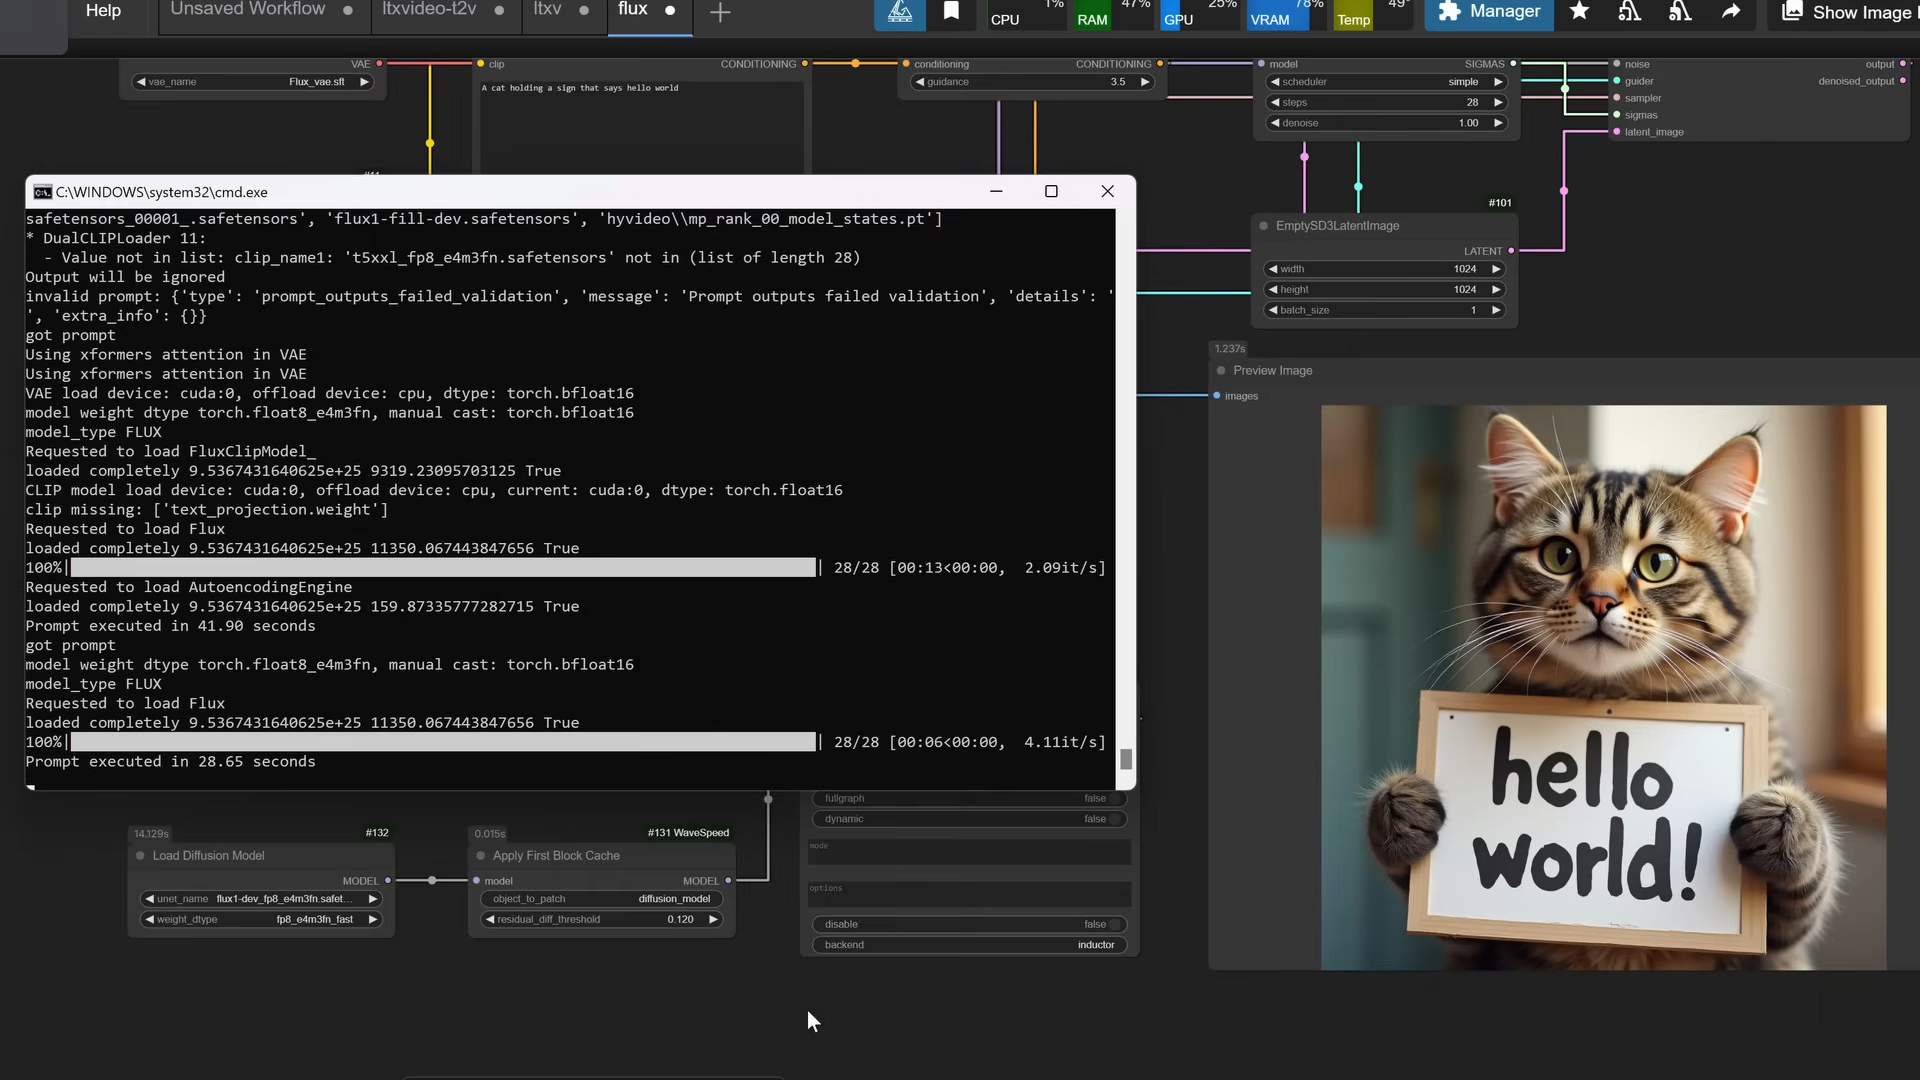 Help
Unsaved Workflow
ltxvideo-t2v
ltxv
flux
CPU
1%
RAM
47%
GPU
25%
VRAM
78%
Temp
49°
Manager
Show Image
VAE
vae_name
Flux_vae.sft
clip
CONDITIONING
A cat holding a sign that says hello world
conditioning
CONDITIONING
guidance
3.5
model
SIGMAS
scheduler
simple
steps
28
denoise
1.00
noise
output
guider
denoised_output
sampler
sigmas
latent_image
C:\WINDOWS\system32\cmd.exe
safetensors_00001_.safetensors', 'flux1-fill-dev.safetensors', 'hyvideo\\mp_rank_00_model_states.pt']
* DualCLIPLoader 11:
- Value not in list: clip_name1: 't5xxl_fp8_e4m3fn.safetensors' not in (list of length 28)
Output will be ignored
invalid prompt: {'type': 'prompt_outputs_failed_validation', 'message': 'Prompt outputs failed validation', 'details': '
', 'extra_info': {}}
got prompt
Using xformers attention in VAE
Using xformers attention in VAE
VAE load device: cuda:0, offload device: cpu, dtype: torch.bfloat16
model weight dtype torch.float8_e4m3fn, manual cast: torch.bfloat16
model_type FLUX
Requested to load FluxClipModel_
loaded completely 9.5367431640625e+25 9319.23095703125 True
CLIP model load device: cuda:0, offload device: cpu, current: cuda:0, dtype: torch.float16
clip missing: ['text_projection.weight']
Requested to load Flux
loaded completely 9.5367431640625e+25 11350.067443847656 True
100%| | 28/28 [00:13<00:00, 2.09it/s]
Requested to load AutoencodingEngine
loaded completely 9.5367431640625e+25 159.87335777282715 True
Prompt executed in 41.90 seconds
got prompt
model weight dtype torch.float8_e4m3fn, manual cast: torch.bfloat16
model_type FLUX
Requested to load Flux
loaded completely 9.5367431640625e+25 11350.067443847656 True
100%| | 28/28 [00:06<00:00, 4.11it/s]
Prompt executed in 28.65 seconds
#101
EmptySD3LatentImage
LATENT
width
1024
height
1024
batch_size
1
1.237s
Preview Image
images
hello
world!
fullgraph
false
dynamic
false
mode
options
disable
false
backend
inductor
14.129s
#132
Load Diffusion Model
MODEL
unet_name
flux1-dev_fp8_e4m3fn.safet...
weight_dtype
fp8_e4m3fn_fast
0.015s
#131 WaveSpeed
Apply First Block Cache
model
MODEL
object_to_patch
diffusion_model
residual_diff_threshold
0.120